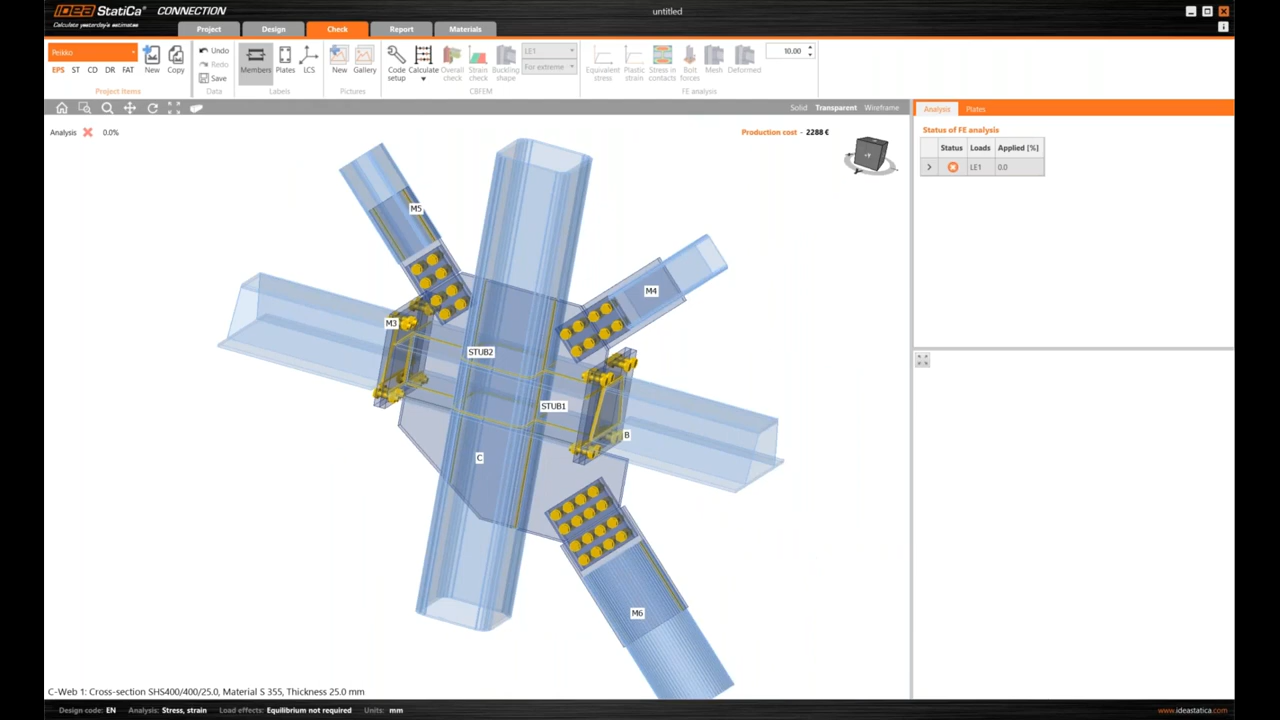 IDEA StatiCa® CONNECTION
Calculate yesterday's estimates
untitled
Project Design Check Report Materials
Peikko
EPS ST CD DR FAT
New Copy
Project Items
Undo
Redo
Save
Data
Members Plates LCS
Labels
New Gallery
Pictures
Code setup Calculate Overall check Strain check Buckling shape
LE1
For extreme
CBFEM
Equivalent stress Plastic strain Stress in contacts Bolt forces Mesh Deformed
10.00
FE analysis
Solid Transparent Wireframe
Analysis 0.0%
Production cost - 2288 €
+Y
M5
M4
M3
STUB2
STUB1
B
C
M6
C-Web 1: Cross-section SHS400/400/25.0, Material S 355, Thickness 25.0 mm
Analysis Plates
Status of FE analysis
Status Loads Applied [%]
LE1 0.0
Design code: EN Analysis: Stress, strain Load effects: Equilibrium not required Units: mm
www.ideastatica.com